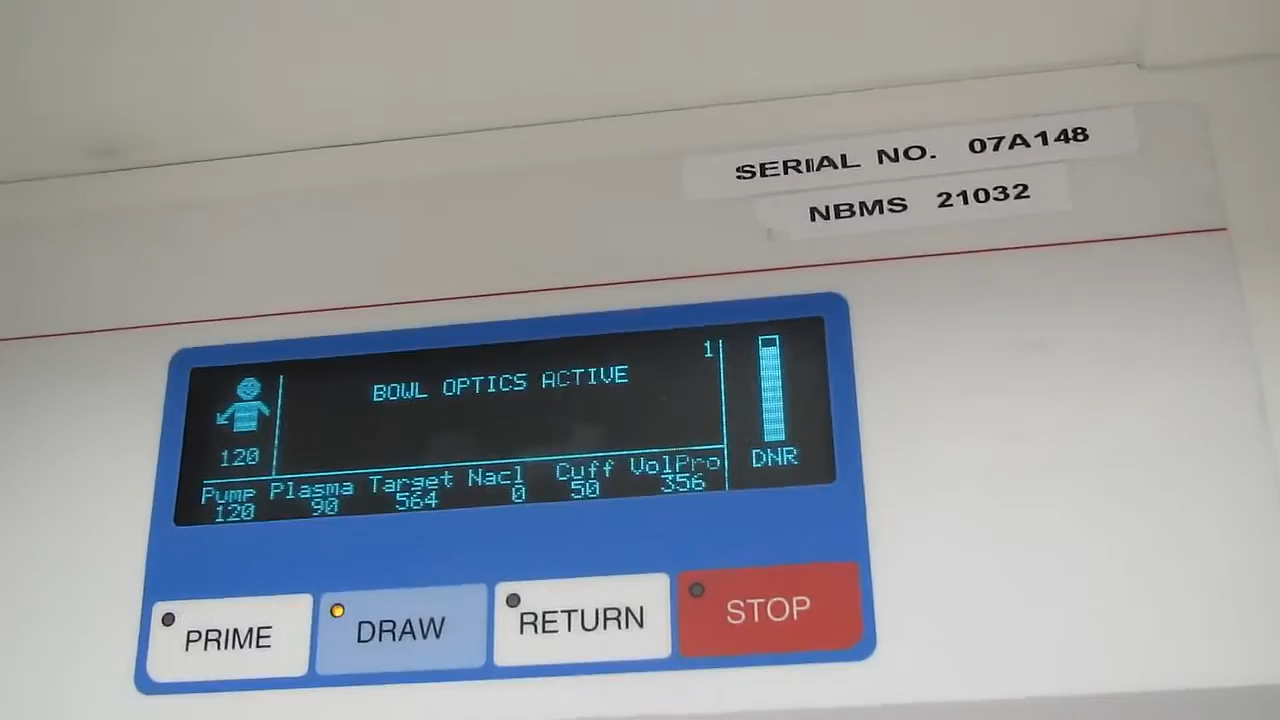 SERIAL NO. 07A148
NBMS 21032
1
BOWL OPTICS ACTIVE
120
DNR
Pump Plasma Target Nacl Cuff VolPro
120 90 564 0 50 356
PRIME DRAW RETURN STOP